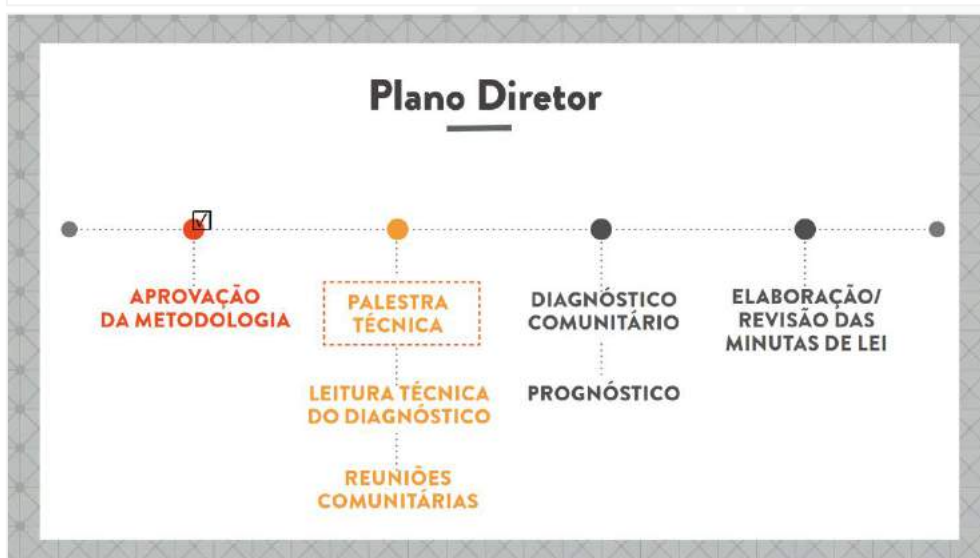 Plano Diretor
APROVAÇÃO
DA METODOLOGIA
PALESTRA
TÉCNICA
LEITURA TÉCNICA
DO DIAGNÓSTICO
REUNIÕES
COMUNITÁRIAS
DIAGNÓSTICO
COMUNITÁRIO
PROGNÓSTICO
ELABORAÇÃO/
REVISÃO DAS
MINUTAS DE LEI